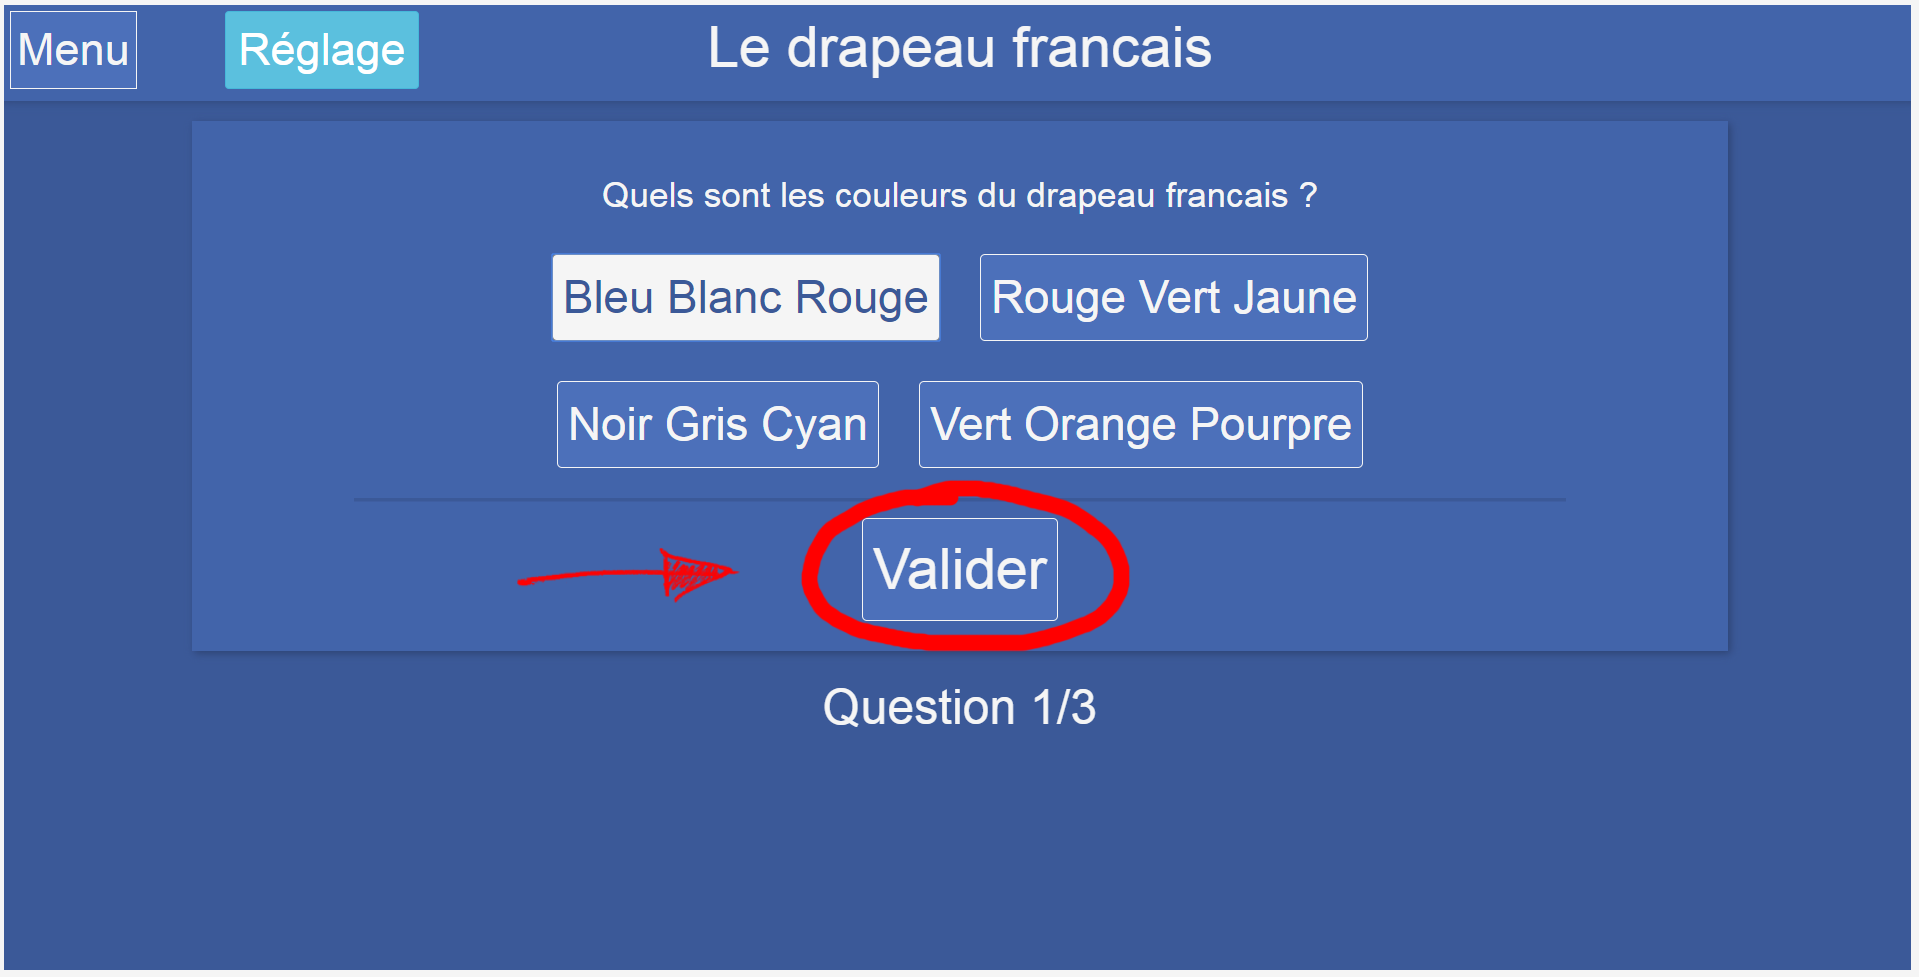 Menu Réglage Le drapeau francais
Quels sont les couleurs du drapeau francais ?
Bleu Blanc Rouge Rouge Vert Jaune
Noir Gris Cyan Vert Orange Pourpre
Valider
Question 1/3